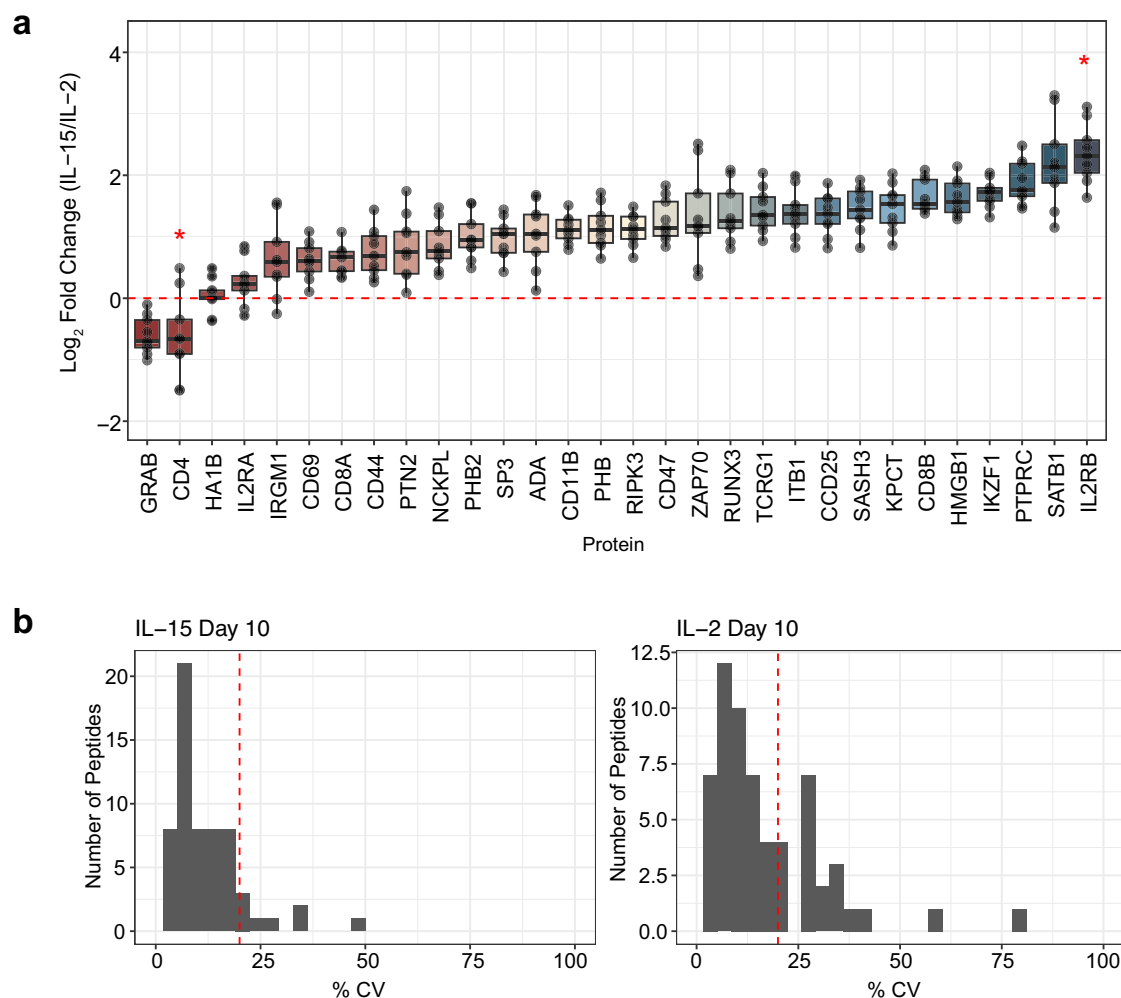 a
Log2 Fold Change (IL−15/IL−2)
4
2
0
−2
*
*
GRAB
CD4
HA1B
IL2RA
IRGM1
CD69
CD8A
CD44
PTN2
NCKPL
PHB2
SP3
ADA
CD11B
PHB
RIPK3
CD47
ZAP70
RUNX3
TCRG1
ITB1
CCD25
SASH3
KPCT
CD8B
HMGB1
IKZF1
PTPRC
SATB1
IL2RB
Protein
b
IL−15 Day 10
Number of Peptides
20
15
10
5
0
0 25 50 75 100
% CV
IL−2 Day 10
Number of Peptides
12.5
10.0
7.5
5.0
2.5
0.0
0 25 50 75 100
% CV